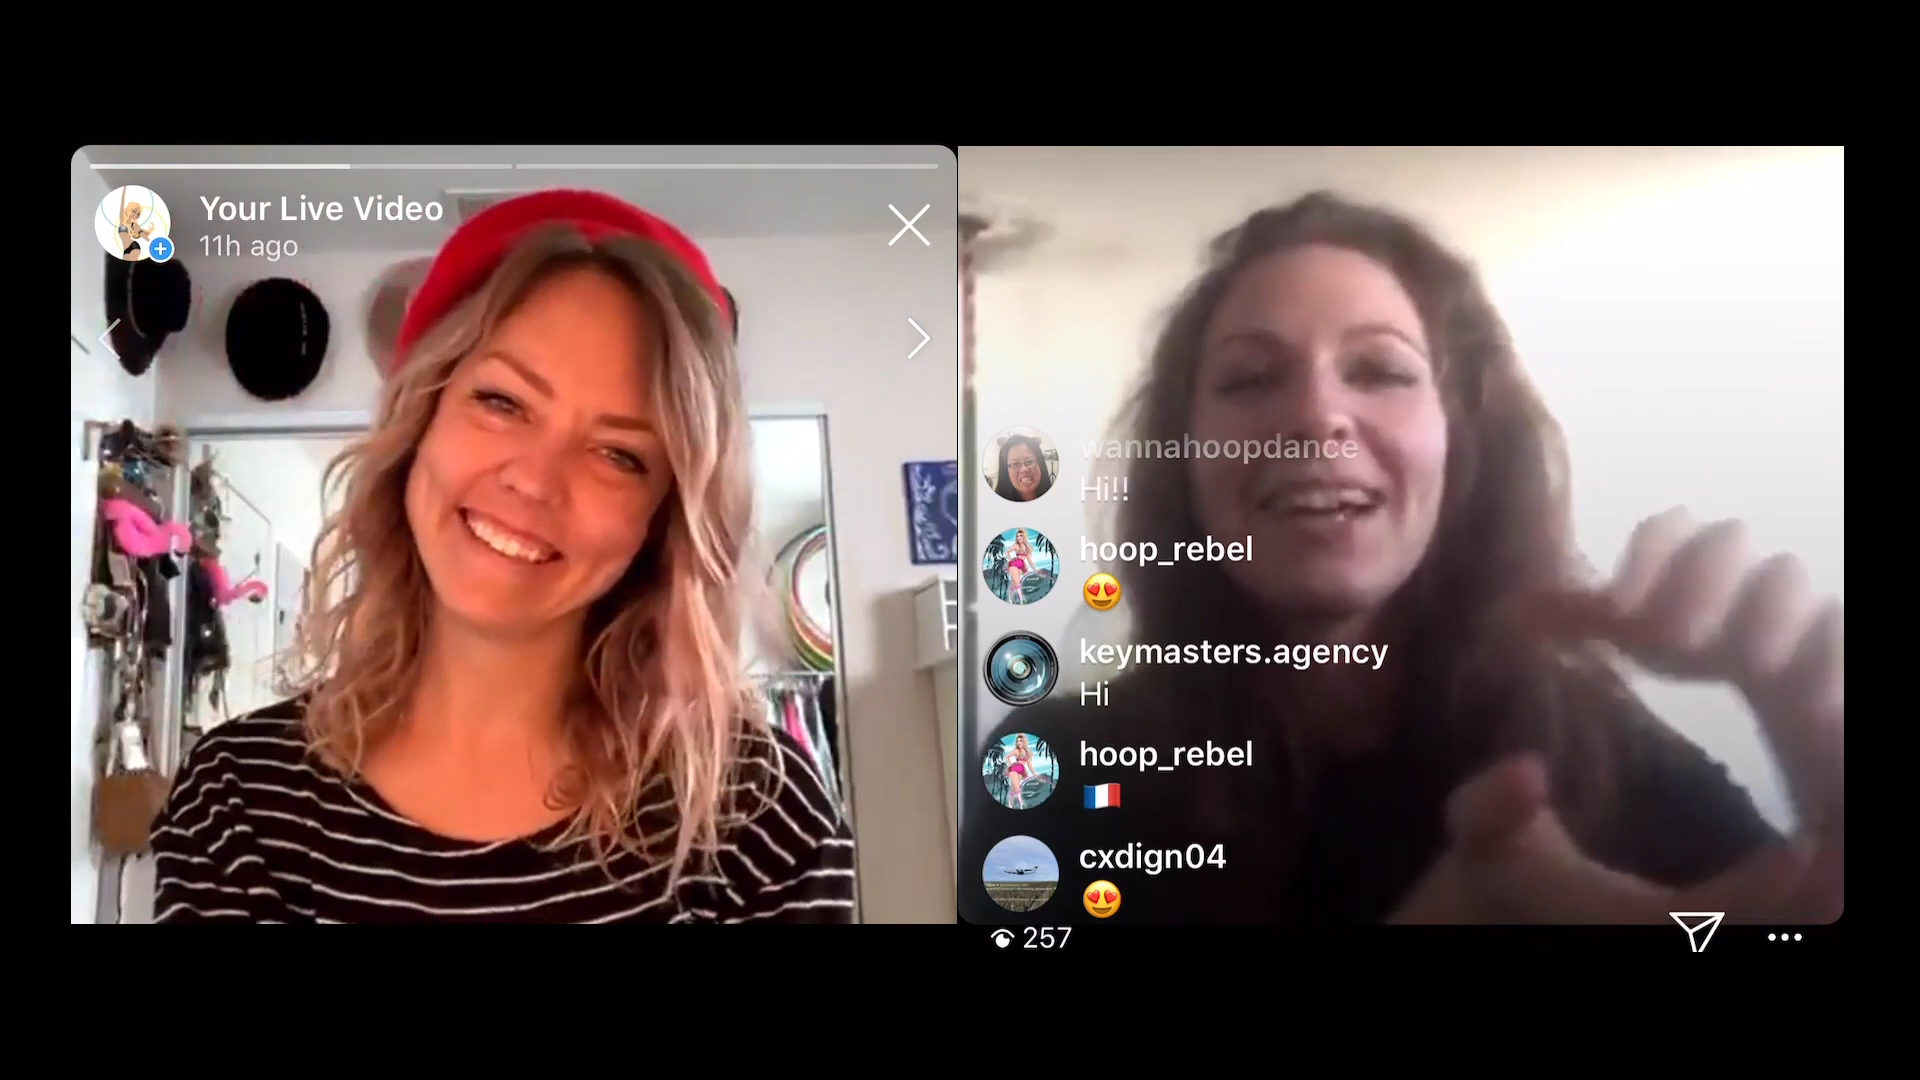 Your Live Video
11h ago
wannahoopdance
Hi!!
hoop_rebel
😍
keymasters.agency
Hi
hoop_rebel
🇫🇷
cxdign04
😍
257